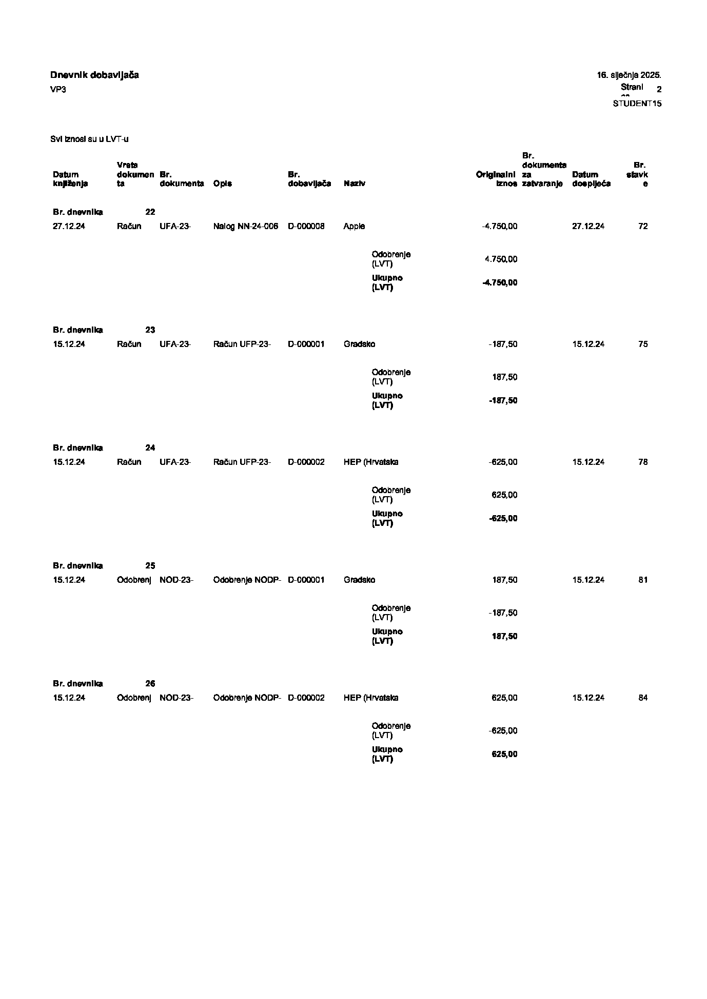 Dnevnik dobavljača
16. siječnja 2025.
VP3
Strani 2
STUDENT15
Svi iznosi su u LVT-u
Datum knjiženja Vrsta dokumen ta Br. dokumenta Opis Br. dobavljača Naziv Originalni iznos Br. dokumenta za zatvaranje Datum dospijeća Br. stavk e
Br. dnevnika 22
27.12.24 Račun UFA-23- Nalog NN-24-006 D-000008 Apple -4.750,00 27.12.24 72
Odobrenje (LVT) 4.750,00
Ukupno (LVT) -4.750,00
Br. dnevnika 23
15.12.24 Račun UFA-23- Račun UFP-23- D-000001 Gradsko -187,50 15.12.24 75
Odobrenje (LVT) 187,50
Ukupno (LVT) -187,50
Br. dnevnika 24
15.12.24 Račun UFA-23- Račun UFP-23- D-000002 HEP (Hrvatska -625,00 15.12.24 78
Odobrenje (LVT) 625,00
Ukupno (LVT) -625,00
Br. dnevnika 25
15.12.24 Odobrenj NOD-23- Odobrenje NODP- D-000001 Gradsko 187,50 15.12.24 81
Odobrenje (LVT) -187,50
Ukupno (LVT) 187,50
Br. dnevnika 26
15.12.24 Odobrenj NOD-23- Odobrenje NODP- D-000002 HEP (Hrvatska 625,00 15.12.24 84
Odobrenje (LVT) -625,00
Ukupno (LVT) 625,00